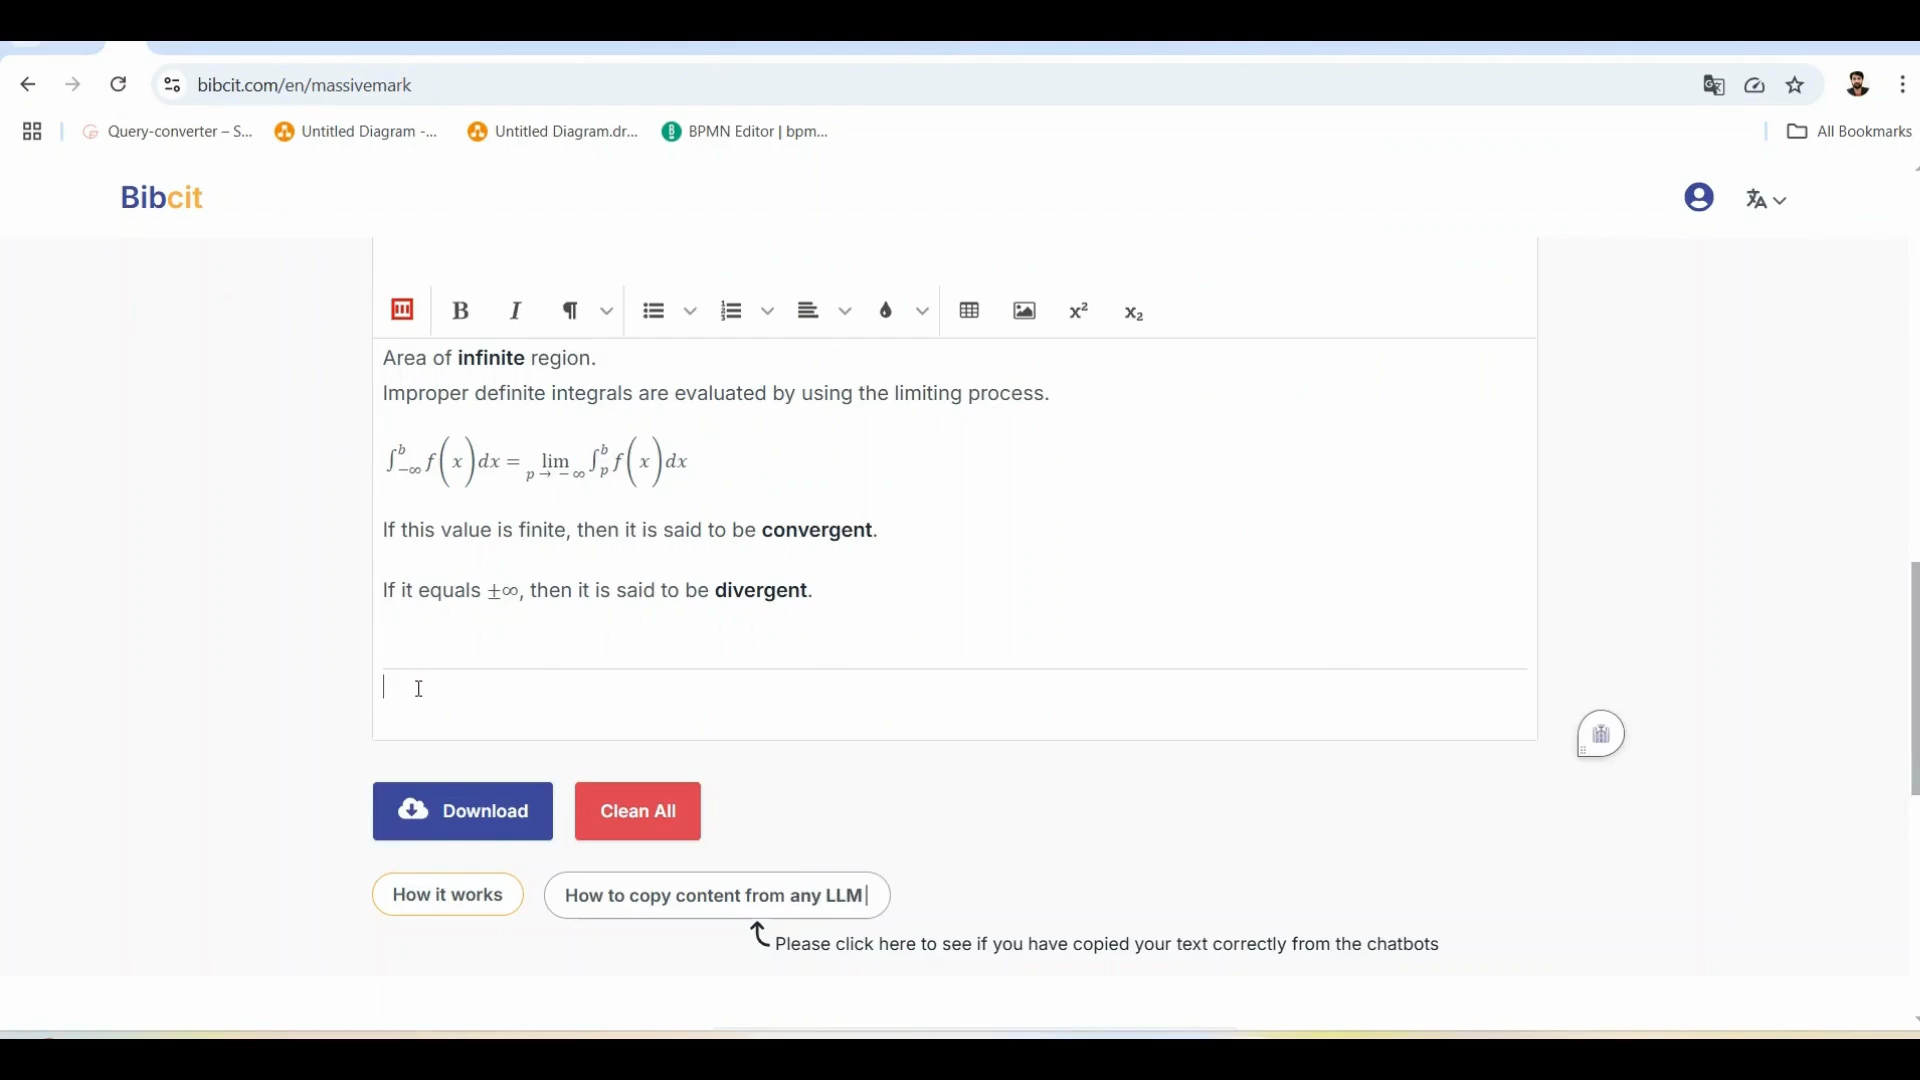 bibcit.com/en/massivemark
Query-converter – S...
Untitled Diagram -...
Untitled Diagram.dr...
BPMN Editor | bpm...
All Bookmarks
Bibcit
B I ¶ x² x₂
Area of infinite region.
Improper definite integrals are evaluated by using the limiting process.
∫_{-∞}^{b} f(x)dx = lim_{p→-∞} ∫_{p}^{b} f(x)dx
If this value is finite, then it is said to be convergent.
If it equals ±∞, then it is said to be divergent.
Download
Clean All
How it works
How to copy content from any LLM
Please click here to see if you have copied your text correctly from the chatbots